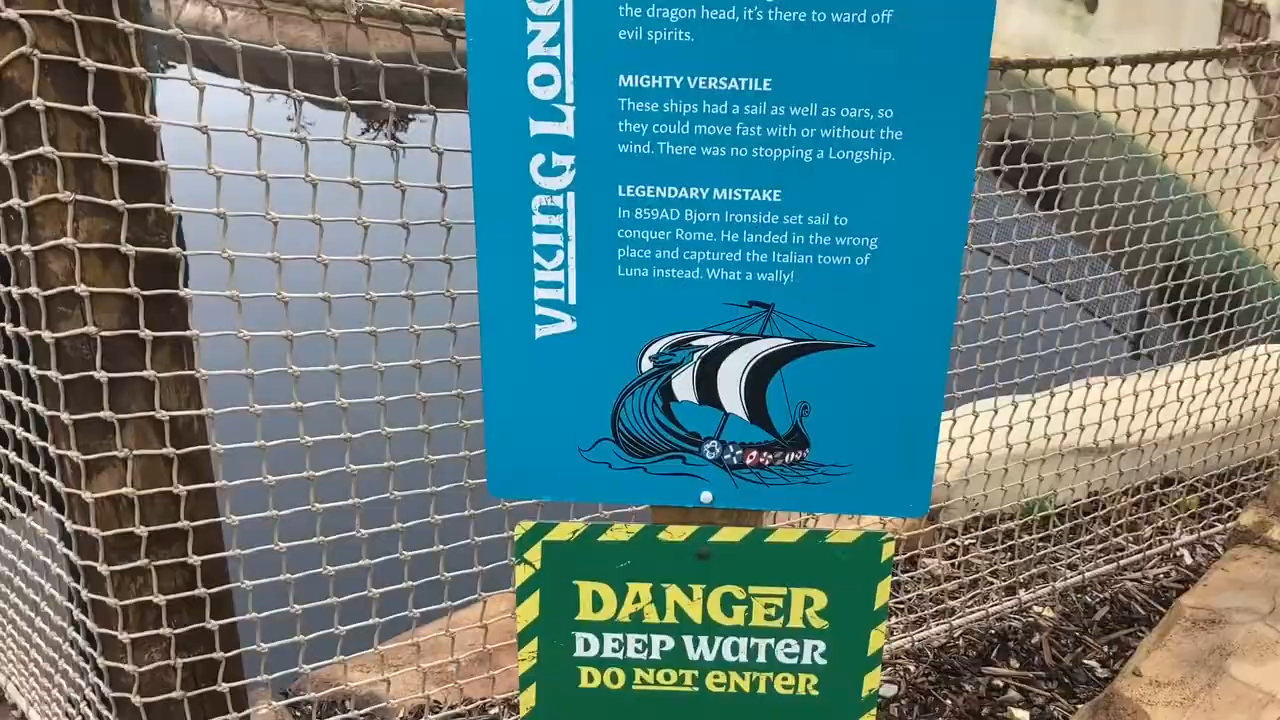 VIKING LONG
the dragon head, it's there to ward off
evil spirits.
MIGHTY VERSATILE
These ships had a sail as well as oars, so
they could move fast with or without the
wind. There was no stopping a Longship.
LEGENDARY MISTAKE
In 859AD Bjorn Ironside set sail to
conquer Rome. He landed in the wrong
place and captured the Italian town of
Luna instead. What a wally!
DANGER
DEEP WATER
DO NOT ENTER